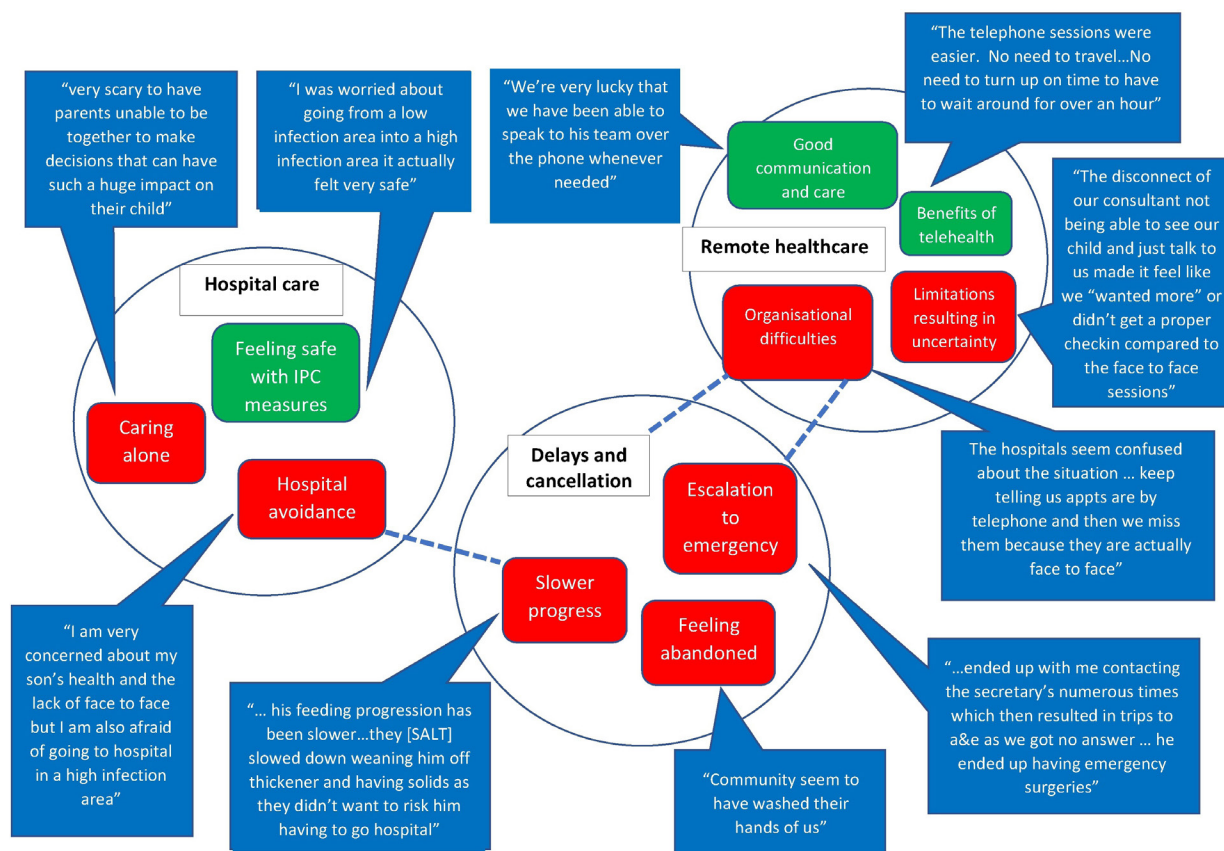 “very scary to have
parents unable to be
together to make
decisions that can have
such a huge impact on
their child”
“I was worried about
going from a low
infection area into a high
infection area it actually
felt very safe”
“We’re very lucky that
we have been able to
speak to his team over
the phone whenever
needed”
“The telephone sessions were
easier.  No need to travel…No
need to turn up on time to have
to wait around for over an hour”
Good
communication
and care
Benefits of
telehealth
Remote healthcare
Organisational
difficulties
Limitations
resulting in
uncertainty
“The disconnect of
our consultant not
being able to see our
child and just talk to
us made it feel like
we “wanted more” or
didn’t get a proper
checkin compared to
the face to face
sessions”
Hospital care
Feeling safe
with IPC
measures
Caring
alone
Hospital
avoidance
Delays and
cancellation
Escalation
to
emergency
Slower
progress
Feeling
abandoned
The hospitals seem confused
about the situation … keep
telling us appts are by
telephone and then we miss
them because they are actually
face to face”
“I am very
concerned about my
son’s health and the
lack of face to face
but I am also afraid
of going to hospital
in a high infection
area”
“… his feeding progression has
been slower…they [SALT]
slowed down weaning him off
thickener and having solids as
they didn’t want to risk him
having to go hospital”
“Community seem to
have washed their
hands of us”
“…ended up with me contacting
the secretary’s numerous times
which then resulted in trips to
a&e as we got no answer … he
ended up having emergency
surgeries”